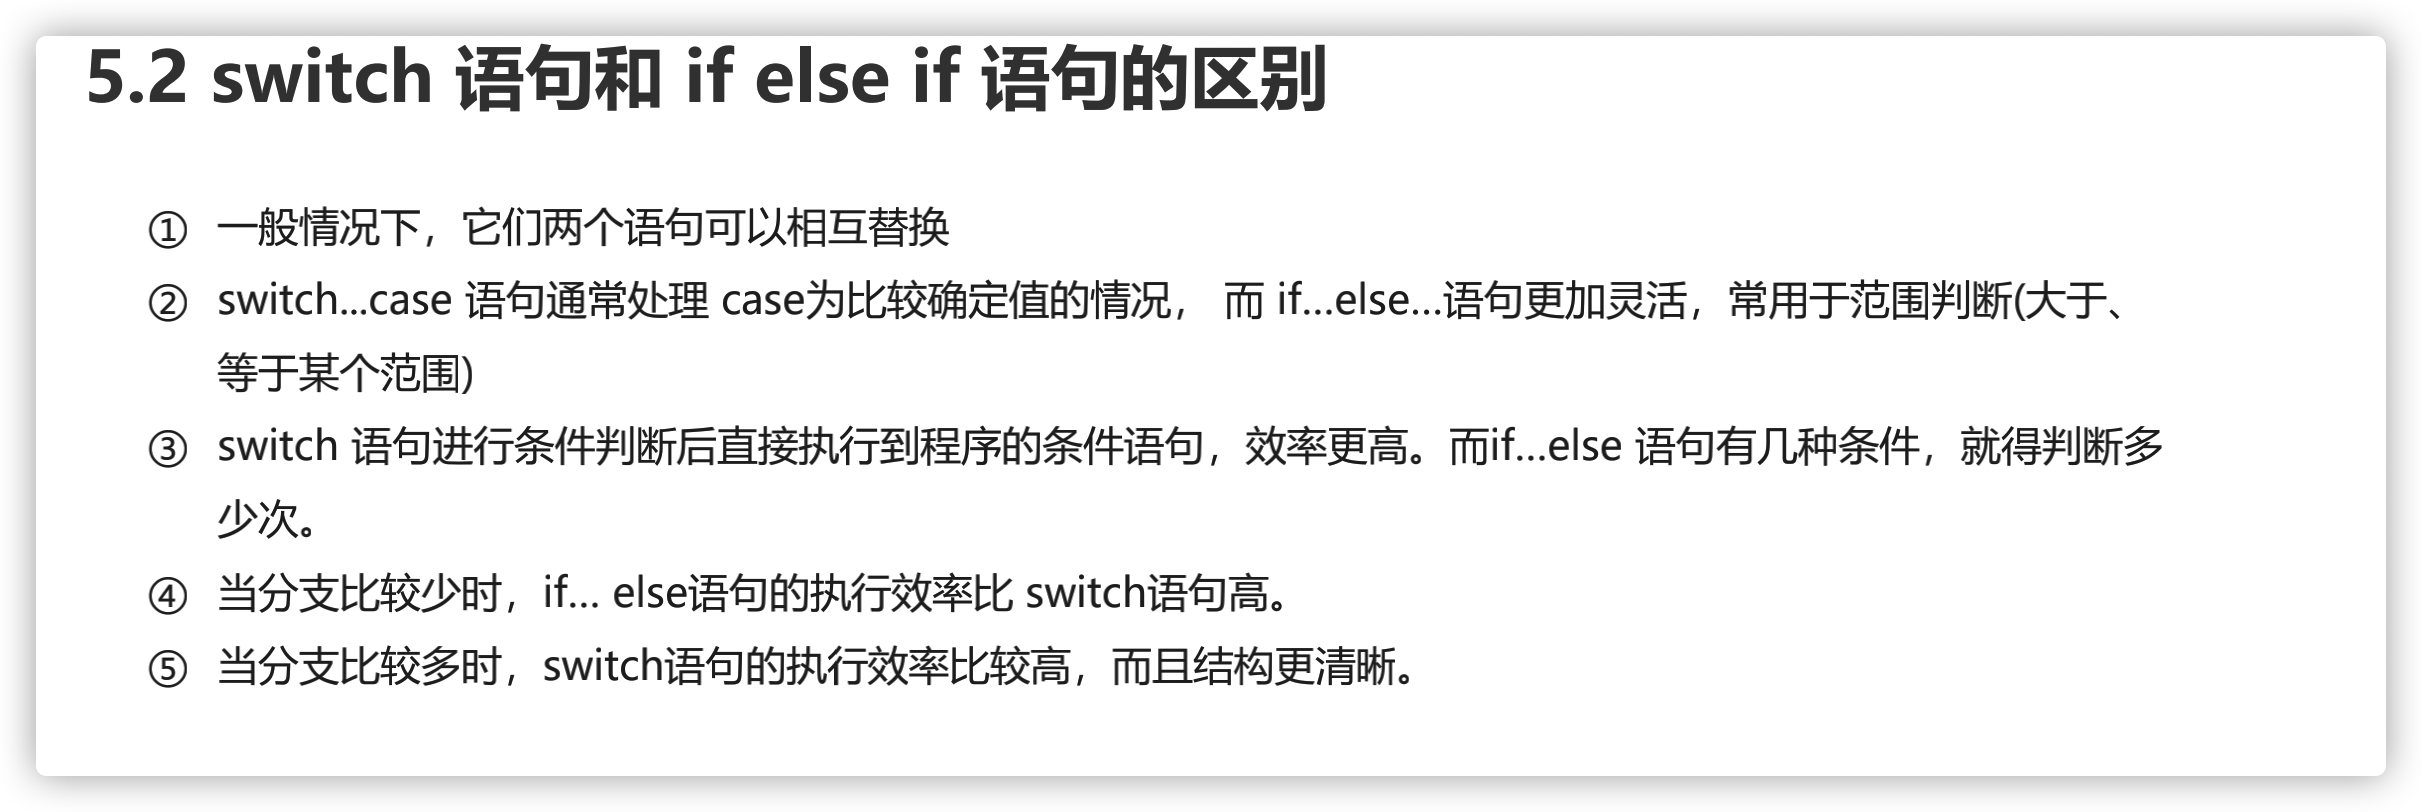 5.2 switch 语句和 if else if 语句的区别
① 一般情况下，它们两个语句可以相互替换
② switch...case 语句通常处理 case为比较确定值的情况， 而 if…else…语句更加灵活，常用于范围判断(大于、
等于某个范围)
③ switch 语句进行条件判断后直接执行到程序的条件语句，效率更高。而if…else 语句有几种条件，就得判断多
少次。
④ 当分支比较少时，if… else语句的执行效率比 switch语句高。
⑤ 当分支比较多时，switch语句的执行效率比较高，而且结构更清晰。